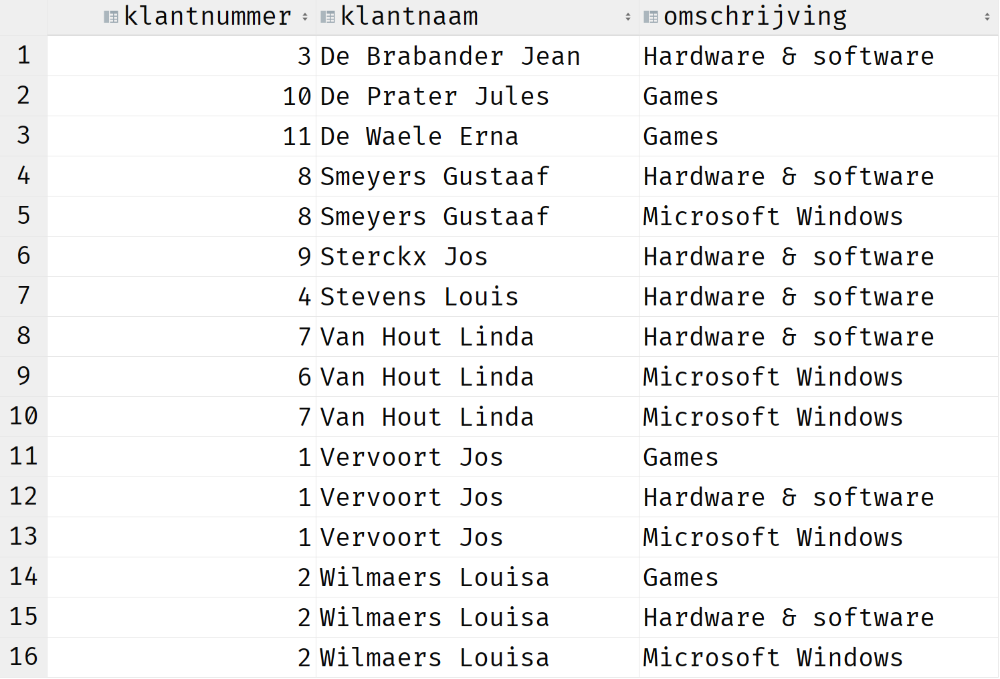 klantnummer klantnaam omschrijving
1 3 De Brabander Jean Hardware & software
2 10 De Prater Jules Games
3 11 De Waele Erna Games
4 8 Smeyers Gustaaf Hardware & software
5 8 Smeyers Gustaaf Microsoft Windows
6 9 Sterckx Jos Hardware & software
7 4 Stevens Louis Hardware & software
8 7 Van Hout Linda Hardware & software
9 6 Van Hout Linda Microsoft Windows
10 7 Van Hout Linda Microsoft Windows
11 1 Vervoort Jos Games
12 1 Vervoort Jos Hardware & software
13 1 Vervoort Jos Microsoft Windows
14 2 Wilmaers Louisa Games
15 2 Wilmaers Louisa Hardware & software
16 2 Wilmaers Louisa Microsoft Windows